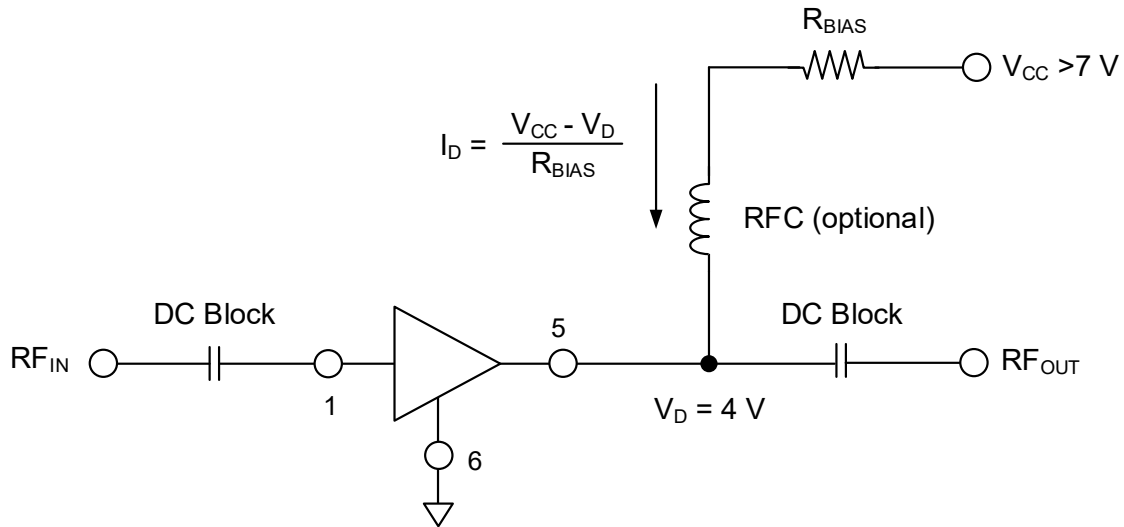 R_BIAS
V_CC >7 V
I_D = V_CC - V_D
R_BIAS
RFC (optional)
DC Block
5
DC Block
RF_IN
RF_OUT
1
V_D = 4 V
6